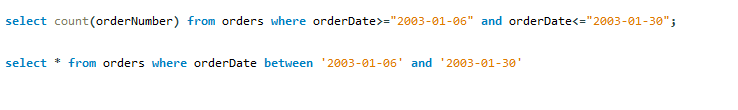 select count(orderNumber) from orders where orderDate>="2003-01-06" and orderDate<="2003-01-30";
select * from orders where orderDate between '2003-01-06' and '2003-01-30'